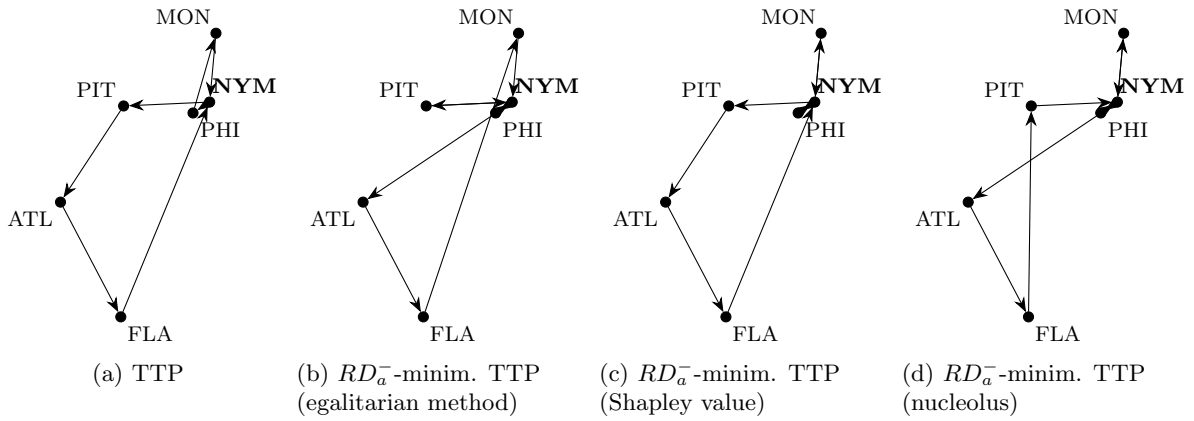 MON
PIT
NYM
PHI
ATL
FLA
(a) TTP
MON
PIT
NYM
PHI
ATL
FLA
(b) RD_a^−-minim. TTP
(egalitarian method)
MON
PIT
NYM
PHI
ATL
FLA
(c) RD_a^−-minim. TTP
(Shapley value)
MON
PIT
NYM
PHI
ATL
FLA
(d) RD_a^−-minim. TTP
(nucleolus)